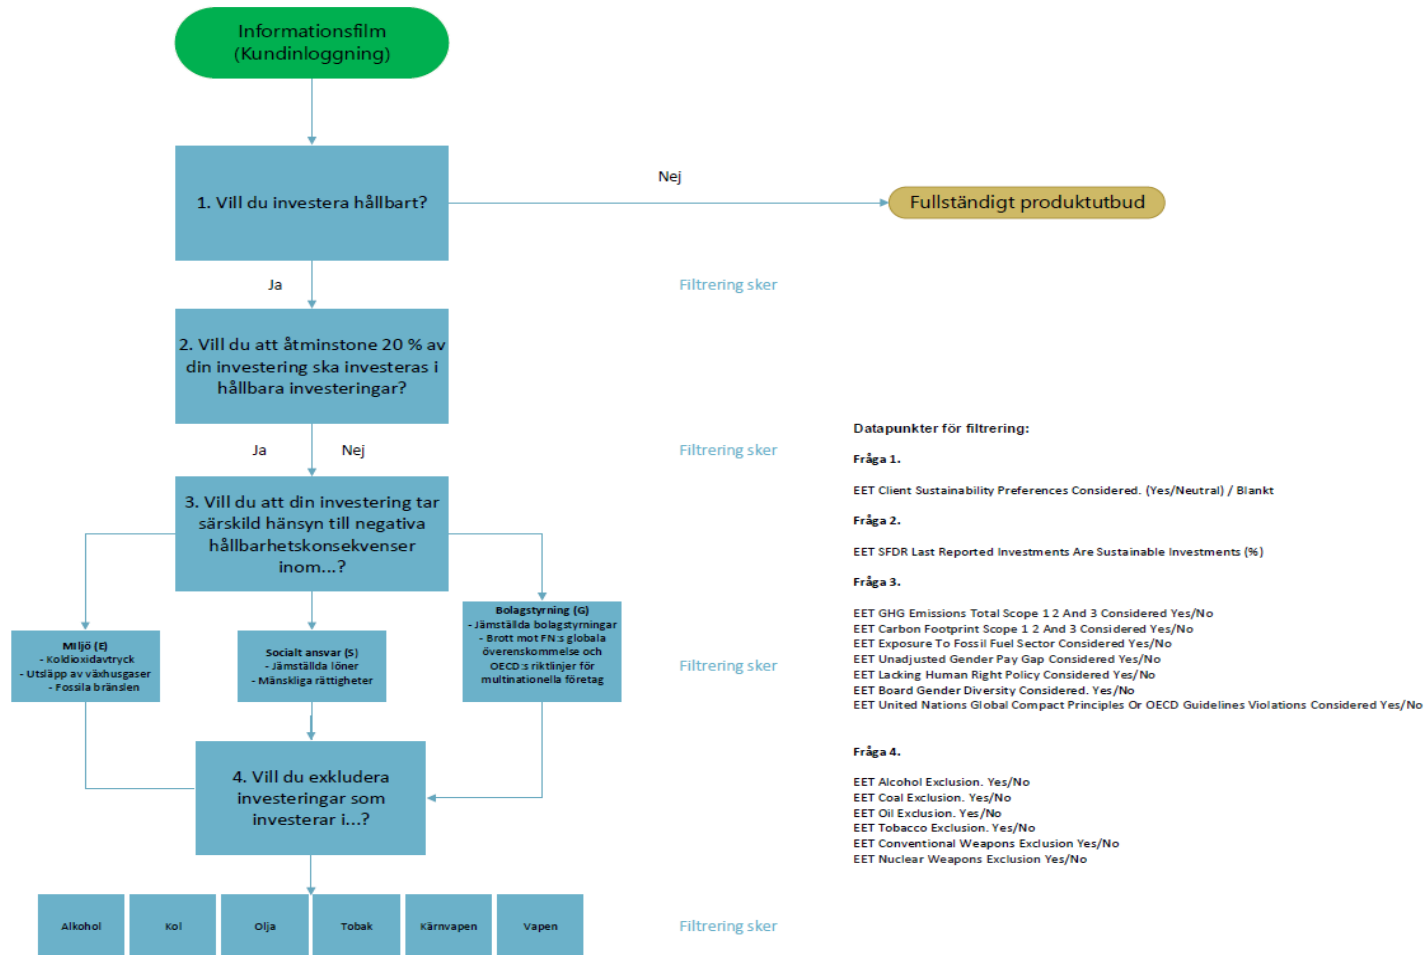 Informationsfilm
(Kundinloggning)
Nej
1. Vill du investera hållbart?
Fullständigt produktutbud
Ja
Filtrering sker
2. Vill du att åtminstone 20 % av
din investering ska investeras i
hållbara investeringar?
Ja
Nej
Filtrering sker
3. Vill du att din investering tar
särskild hänsyn till negativa
hållbarhetskonsekvenser
inom...?
Miljö (E)
- Koldioxidavtryck
- Utsläpp av växhusgaser
- Fossila bränslen
Socialt ansvar (S)
- Jämställda löner
- Mänskliga rättigheter
Bolagstyrning (G)
- Jämställda bolagstyrningar
- Brott mot FN:s globala
överenskommelse och
OECD:s riktlinjer för
multinationella företag
Filtrering sker
4. Vill du exkludera
investeringar som
investerar i...?
Alkohol
Kol
Olja
Tobak
Kärnvapen
Vapen
Filtrering sker
Datapunkter för filtrering:
Fråga 1.
EET Client Sustainability Preferences Considered. (Yes/Neutral) / Blankt
Fråga 2.
EET SFDR Last Reported Investments Are Sustainable Investments (%)
Fråga 3.
EET GHG Emissions Total Scope 1 2 And 3 Considered Yes/No
EET Carbon Footprint Scope 1 2 And 3 Considered Yes/No
EET Exposure To Fossil Fuel Sector Considered Yes/No
EET Unadjusted Gender Pay Gap Considered Yes/No
EET Lacking Human Right Policy Considered Yes/No
EET Board Gender Diversity Considered. Yes/No
EET United Nations Global Compact Principles Or OECD Guidelines Violations Considered Yes/No
Fråga 4.
EET Alcohol Exclusion. Yes/No
EET Coal Exclusion. Yes/No
EET Oil Exclusion. Yes/No
EET Tobacco Exclusion. Yes/No
EET Conventional Weapons Exclusion Yes/No
EET Nuclear Weapons Exclusion Yes/No